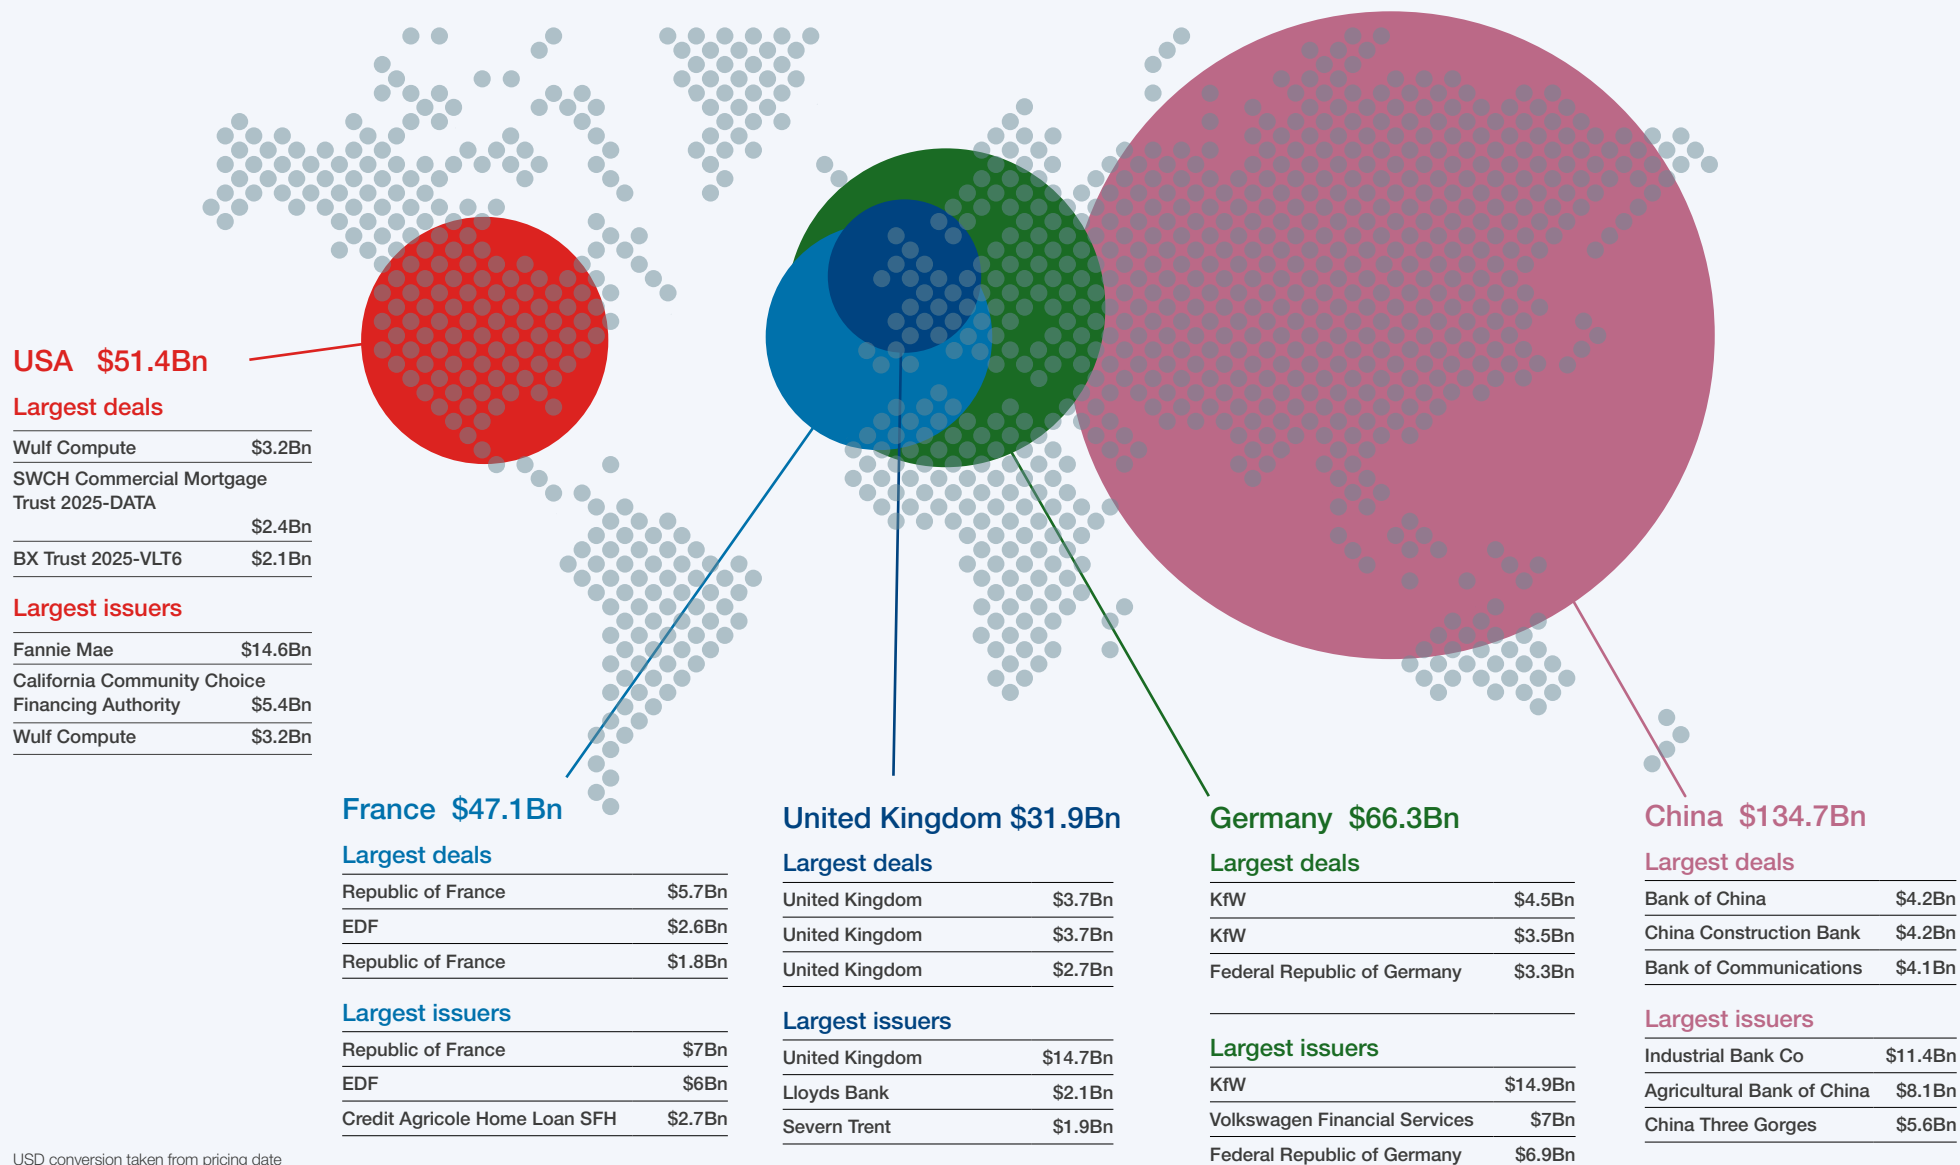 USA $51.4Bn
Largest deals
Wulf Compute $3.2Bn
SWCH Commercial Mortgage
Trust 2025-DATA
$2.4Bn
BX Trust 2025-VLT6 $2.1Bn
Largest issuers
Fannie Mae $14.6Bn
California Community Choice
Financing Authority $5.4Bn
Wulf Compute $3.2Bn
France $47.1Bn
Largest deals
Republic of France $5.7Bn
EDF $2.6Bn
Republic of France $1.8Bn
Largest issuers
Republic of France $7Bn
EDF $6Bn
Credit Agricole Home Loan SFH $2.7Bn
United Kingdom $31.9Bn
Largest deals
United Kingdom $3.7Bn
United Kingdom $3.7Bn
United Kingdom $2.7Bn
Largest issuers
United Kingdom $14.7Bn
Lloyds Bank $2.1Bn
Severn Trent $1.9Bn
Germany $66.3Bn
Largest deals
KfW $4.5Bn
KfW $3.5Bn
Federal Republic of Germany $3.3Bn
Largest issuers
KfW $14.9Bn
Volkswagen Financial Services $7Bn
Federal Republic of Germany $6.9Bn
China $134.7Bn
Largest deals
Bank of China $4.2Bn
China Construction Bank $4.2Bn
Bank of Communications $4.1Bn
Largest issuers
Industrial Bank Co $11.4Bn
Agricultural Bank of China $8.1Bn
China Three Gorges $5.6Bn
USD conversion taken from pricing date